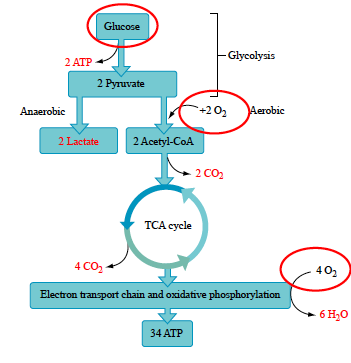 Glucose
Glycolysis
2 ATP
2 Pyruvate
Anaerobic
+2 O₂
Aerobic
2 Lactate
2 Acetyl-CoA
2 CO₂
TCA cycle
4 CO₂
4 O₂
Electron transport chain and oxidative phosphorylation
6 H₂O
34 ATP